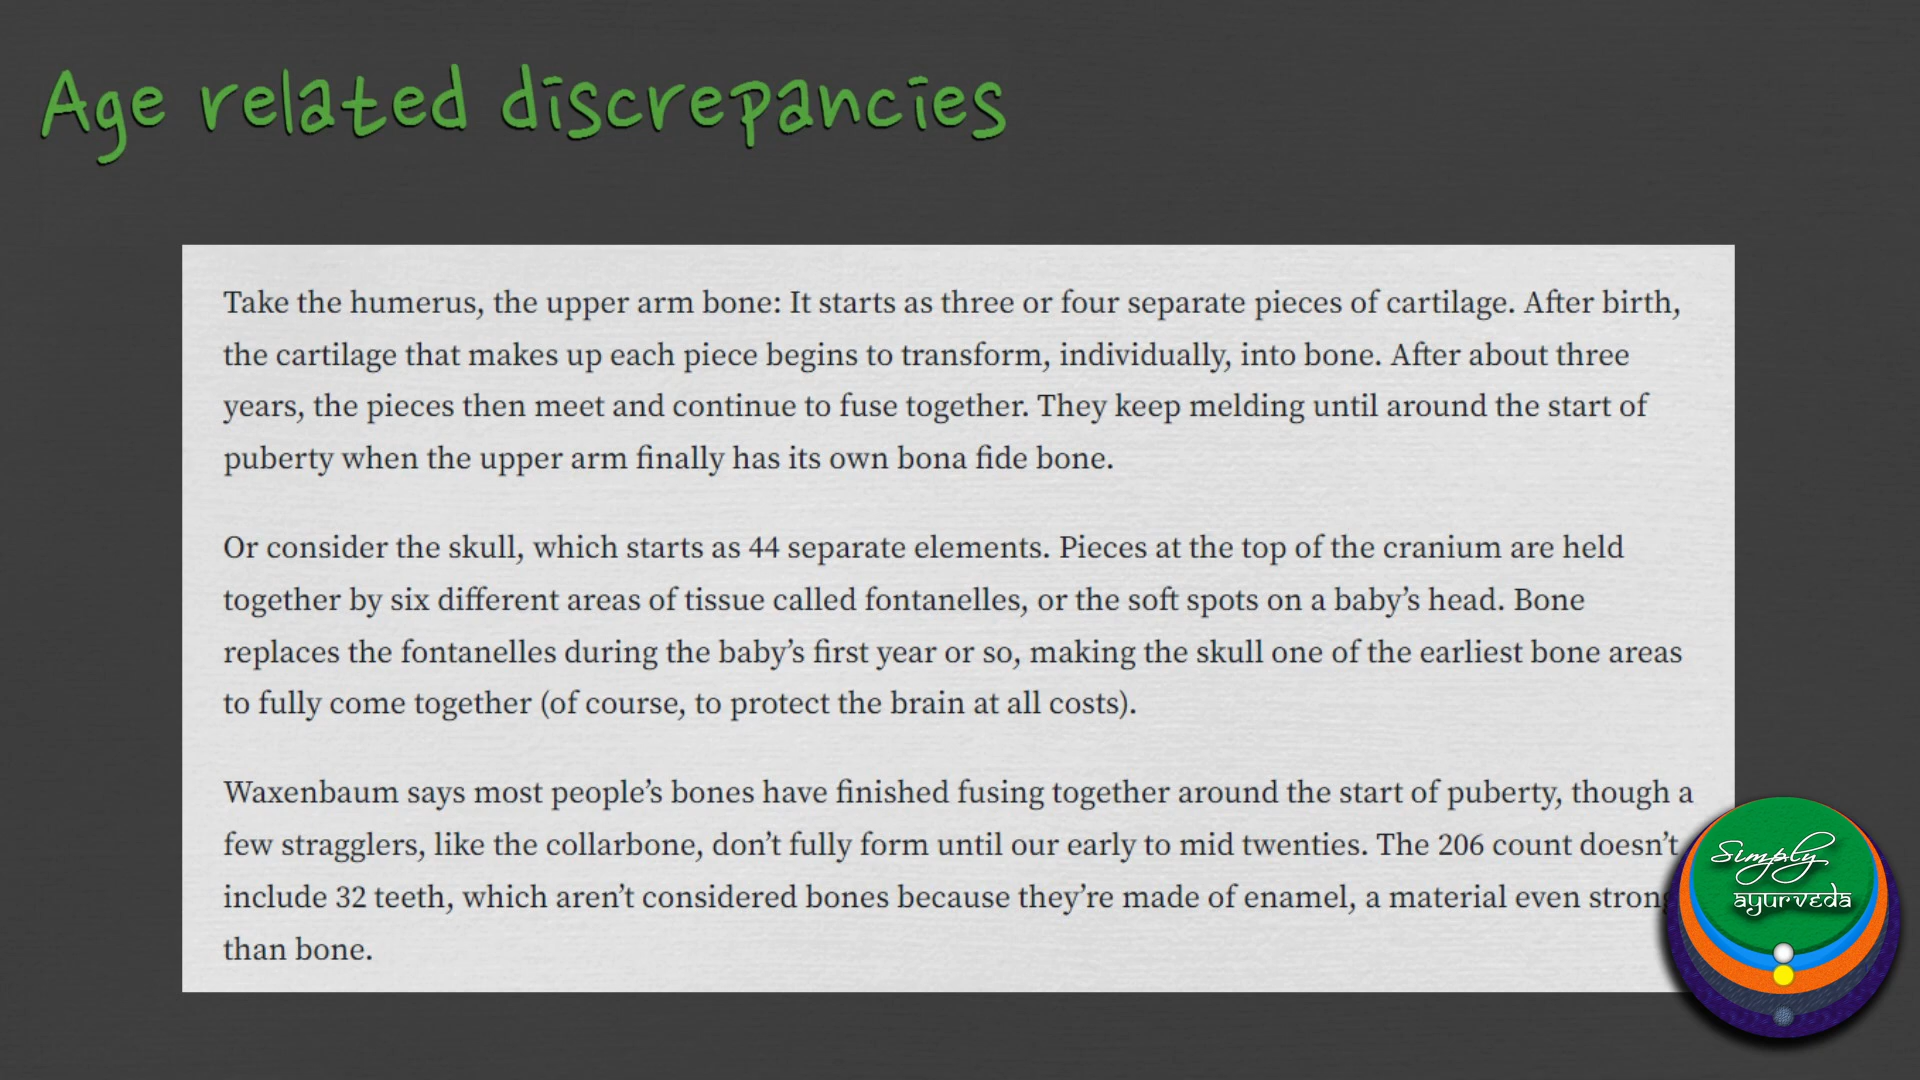 Age related discrepancies
Take the humerus, the upper arm bone: It starts as three or four separate pieces of cartilage. After birth,
the cartilage that makes up each piece begins to transform, individually, into bone. After about three
years, the pieces then meet and continue to fuse together. They keep melding until around the start of
puberty when the upper arm finally has its own bona fide bone.
Or consider the skull, which starts as 44 separate elements. Pieces at the top of the cranium are held
together by six different areas of tissue called fontanelles, or the soft spots on a baby’s head. Bone
replaces the fontanelles during the baby’s first year or so, making the skull one of the earliest bone areas
to fully come together (of course, to protect the brain at all costs).
Waxenbaum says most people’s bones have finished fusing together around the start of puberty, though a
few stragglers, like the collarbone, don’t fully form until our early to mid twenties. The 206 count doesn’t
include 32 teeth, which aren’t considered bones because they’re made of enamel, a material even
than bone.
Simply
ayurveda